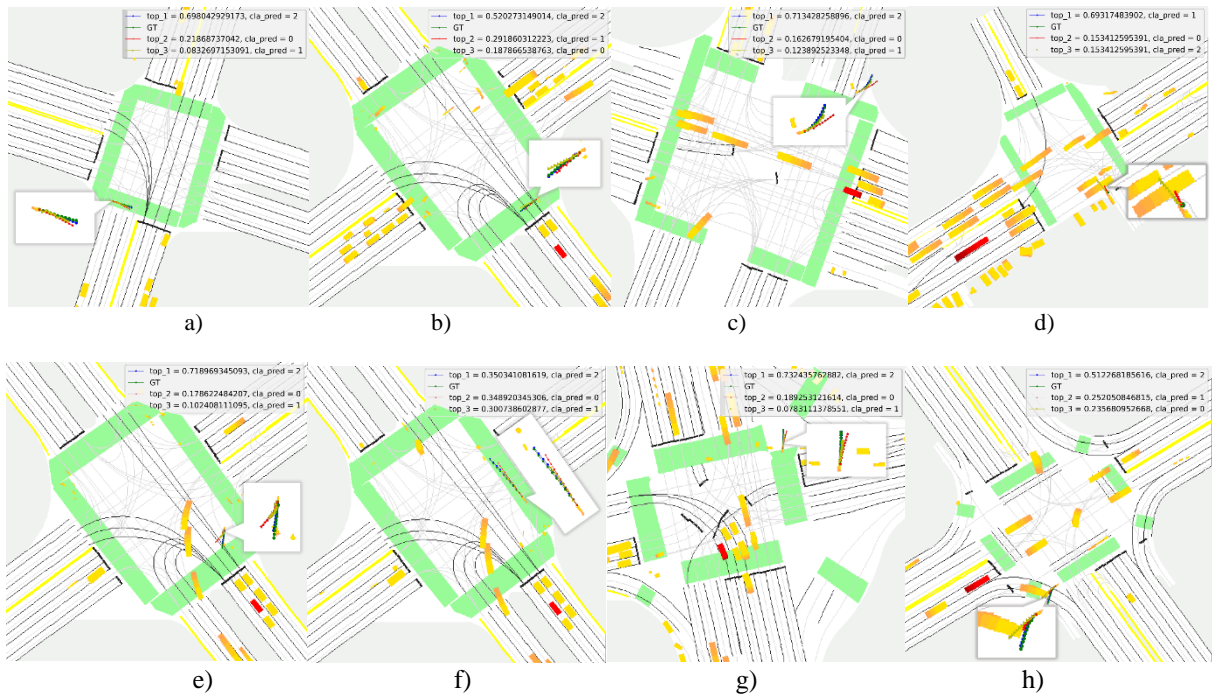 top_1 = 0.698042929173, cla_pred = 2
GT
top_2 = 0.21868737042, cla_pred = 0
top_3 = 0.0832697153091, cla_pred = 1
top_1 = 0.520273149014, cla_pred = 2
GT
top_2 = 0.291860312223, cla_pred = 1
top_3 = 0.187866538763, cla_pred = 0
top_1 = 0.713428258896, cla_pred = 2
GT
top_2 = 0.162679195404, cla_pred = 0
top_3 = 0.123892523348, cla_pred = 1
top_1 = 0.69317483902, cla_pred = 1
GT
top_2 = 0.153412595391, cla_pred = 0
top_3 = 0.153412595391, cla_pred = 2
a)
b)
c)
d)
top_1 = 0.718969345093, cla_pred = 2
GT
top_2 = 0.178622484207, cla_pred = 0
top_3 = 0.102408111095, cla_pred = 1
top_1 = 0.350341081619, cla_pred = 2
GT
top_2 = 0.348920345306, cla_pred = 0
top_3 = 0.300738602877, cla_pred = 1
top_1 = 0.732435762882, cla_pred = 2
GT
top_2 = 0.189253121614, cla_pred = 0
top_3 = 0.0783111378551, cla_pred = 1
top_1 = 0.512268185616, cla_pred = 2
GT
top_2 = 0.252050846815, cla_pred = 1
top_3 = 0.235680952668, cla_pred = 0
e)
f)
g)
h)